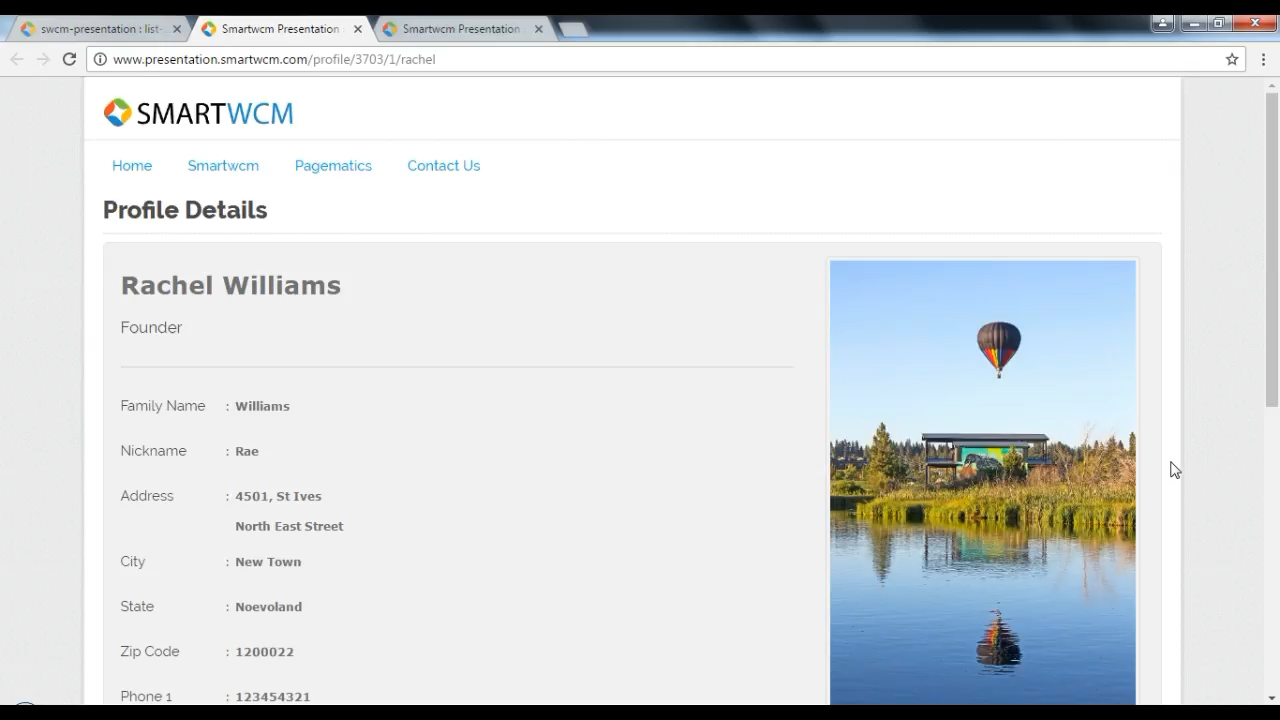 swcm-presentation : list-
Smartwcm Presentation
Smartwcm Presentation
www.presentation.smartwcm.com/profile/3703/1/rachel
SMARTWCM
Home Smartwcm Pagematics Contact Us
Profile Details
Rachel Williams
Founder
Family Name : Williams
Nickname : Rae
Address : 4501, St Ives
North East Street
City : New Town
State : Noevoland
Zip Code : 1200022
Phone 1 : 123454321